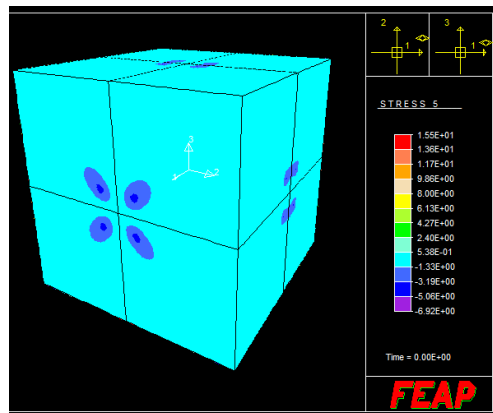 2
3
1
1
STRESS 5
1.55E+01
1.36E+01
1.17E+01
9.86E+00
8.00E+00
6.13E+00
4.27E+00
2.40E+00
5.38E-01
-1.33E+00
-3.19E+00
-5.06E+00
-6.92E+00
3
1
2
Time = 0.00E+00
FEAP